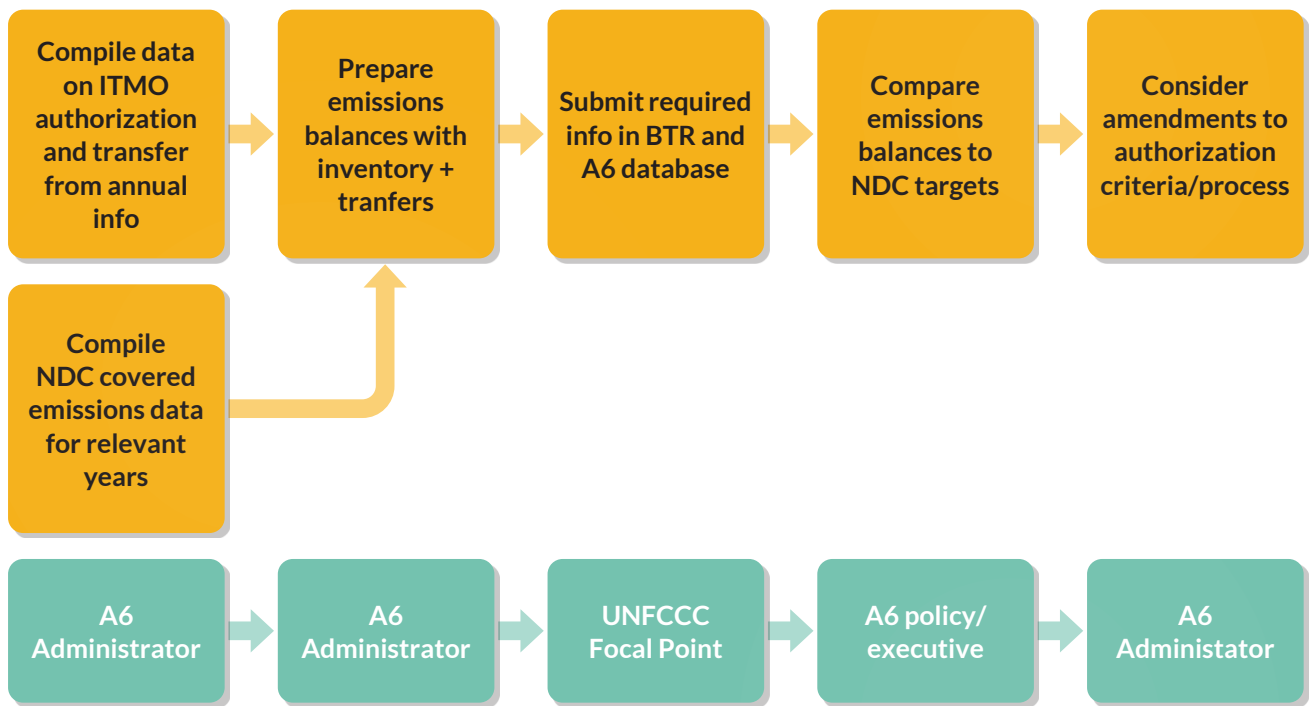 Compile data
on ITMO
authorization
and transfer
from annual
info
Prepare
emissions
balances with
inventory +
tranfers
Submit required
info in BTR and
A6 database
Compare
emissions
balances to
NDC targets
Consider
amendments to
authorization
criteria/process
Compile
NDC covered
emissions data
for relevant
years
A6
Administrator
A6
Administrator
UNFCCC
Focal Point
A6 policy/
executive
A6
Administator